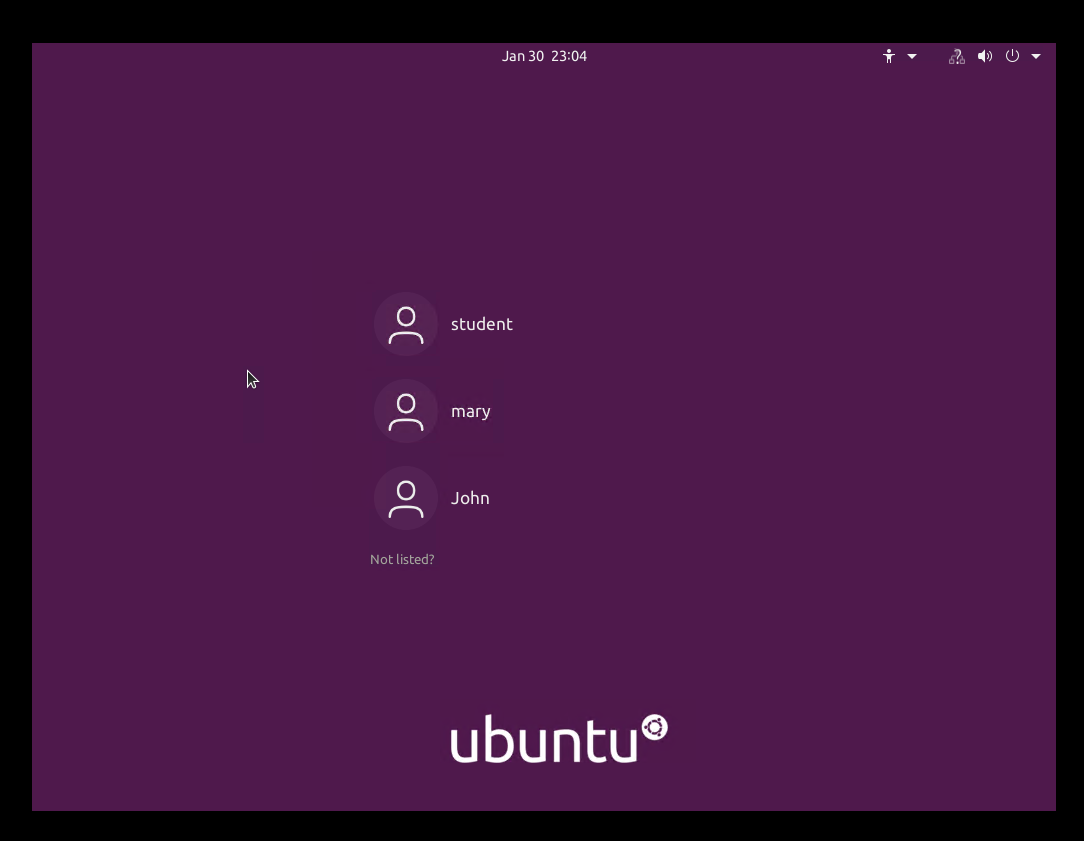 Jan 30 23:04
student
mary
John
Not listed?
ubuntu